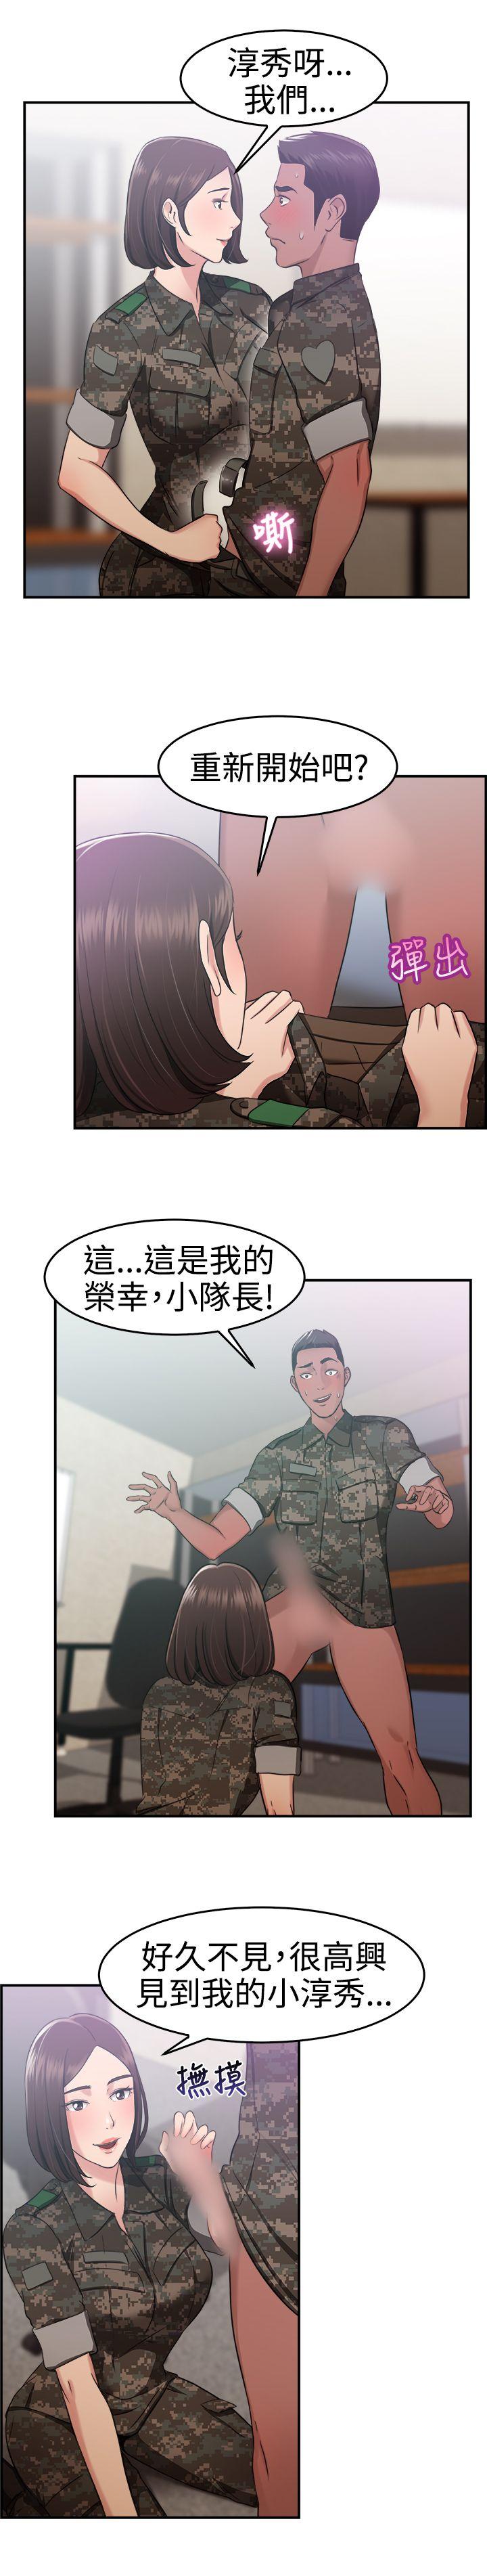 淳秀呀...
我們...
嘶
重新開始吧?
彈出
這...這是我的
榮幸,小隊長!
好久不見,很高興
見到我的小淳秀...
撫摸